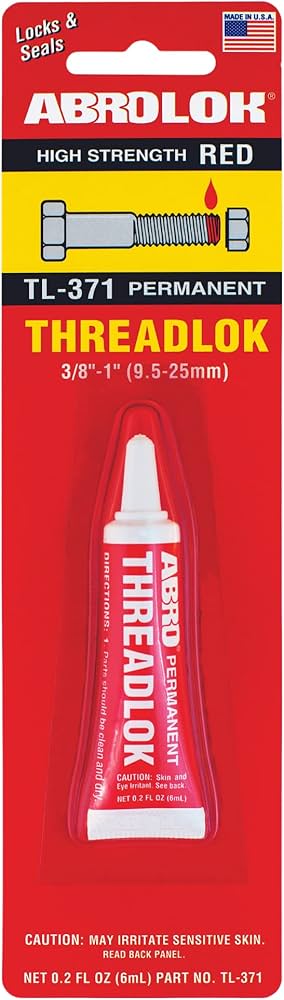 Locks &
Seals
MADE IN U.S.A.
ABROLOK®
HIGH STRENGTH RED
TL-371 PERMANENT
THREADLOK
3/8"-1" (9.5-25mm)
ABRO® PERMANENT
THREADLOK
DIRECTIONS: 1. Parts should be clean and dry.
CAUTION: Skin and
Eye Irritant. See back.
NET 0.2 FL OZ (6mL)
CAUTION: MAY IRRITATE SENSITIVE SKIN.
READ BACK PANEL.
NET 0.2 FL OZ (6mL) PART NO. TL-371